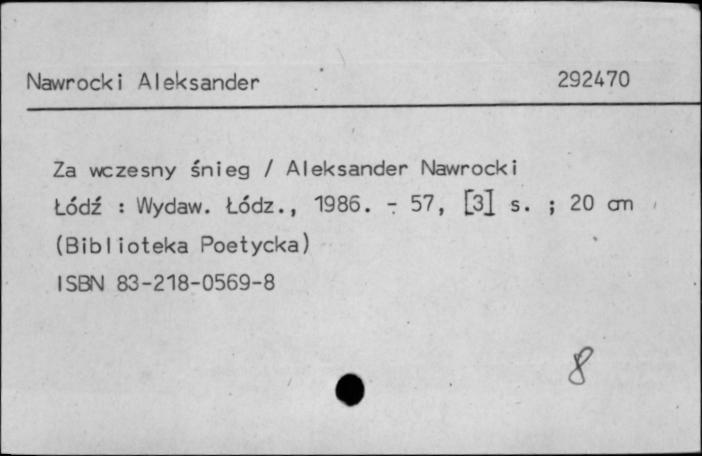 Nawrocki Aleksander 292470
Za wczesny śnieg / Aleksander Nawrocki
Łódź : Wydaw. Łódz., 1986. - 57, [3] s. ; 20 cm
(Biblioteka Poetycka)
ISBN 83-218-0569-8
8